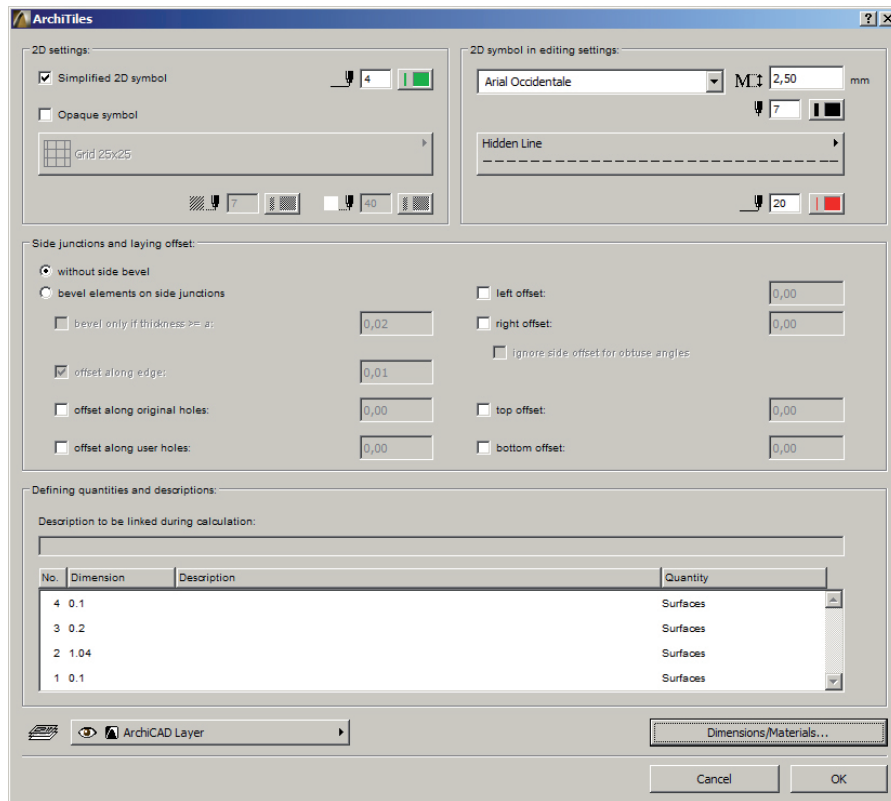 ArchiTiles
2D settings:
Simplified 2D symbol
4
Opaque symbol
Grid 25x25
7
40
2D symbol in editing settings:
Arial Occidentale
M
2,50
mm
7
Hidden Line
20
Side junctions and laying offset:
without side bevel
bevel elements on side junctions
bevel only if thickness >= a:
0,02
offset along edge:
0,01
offset along original holes:
0,00
offset along user holes:
0,00
left offset:
0,00
right offset:
0,00
ignore side offset for obtuse angles
top offset:
0,00
bottom offset:
0,00
Defining quantities and descriptions:
Description to be linked during calculation:
No. Dimension Description Quantity
4 0.1 Surfaces
3 0.2 Surfaces
2 1.04 Surfaces
1 0.1 Surfaces
ArchiCAD Layer
Dimensions/Materials...
Cancel
OK